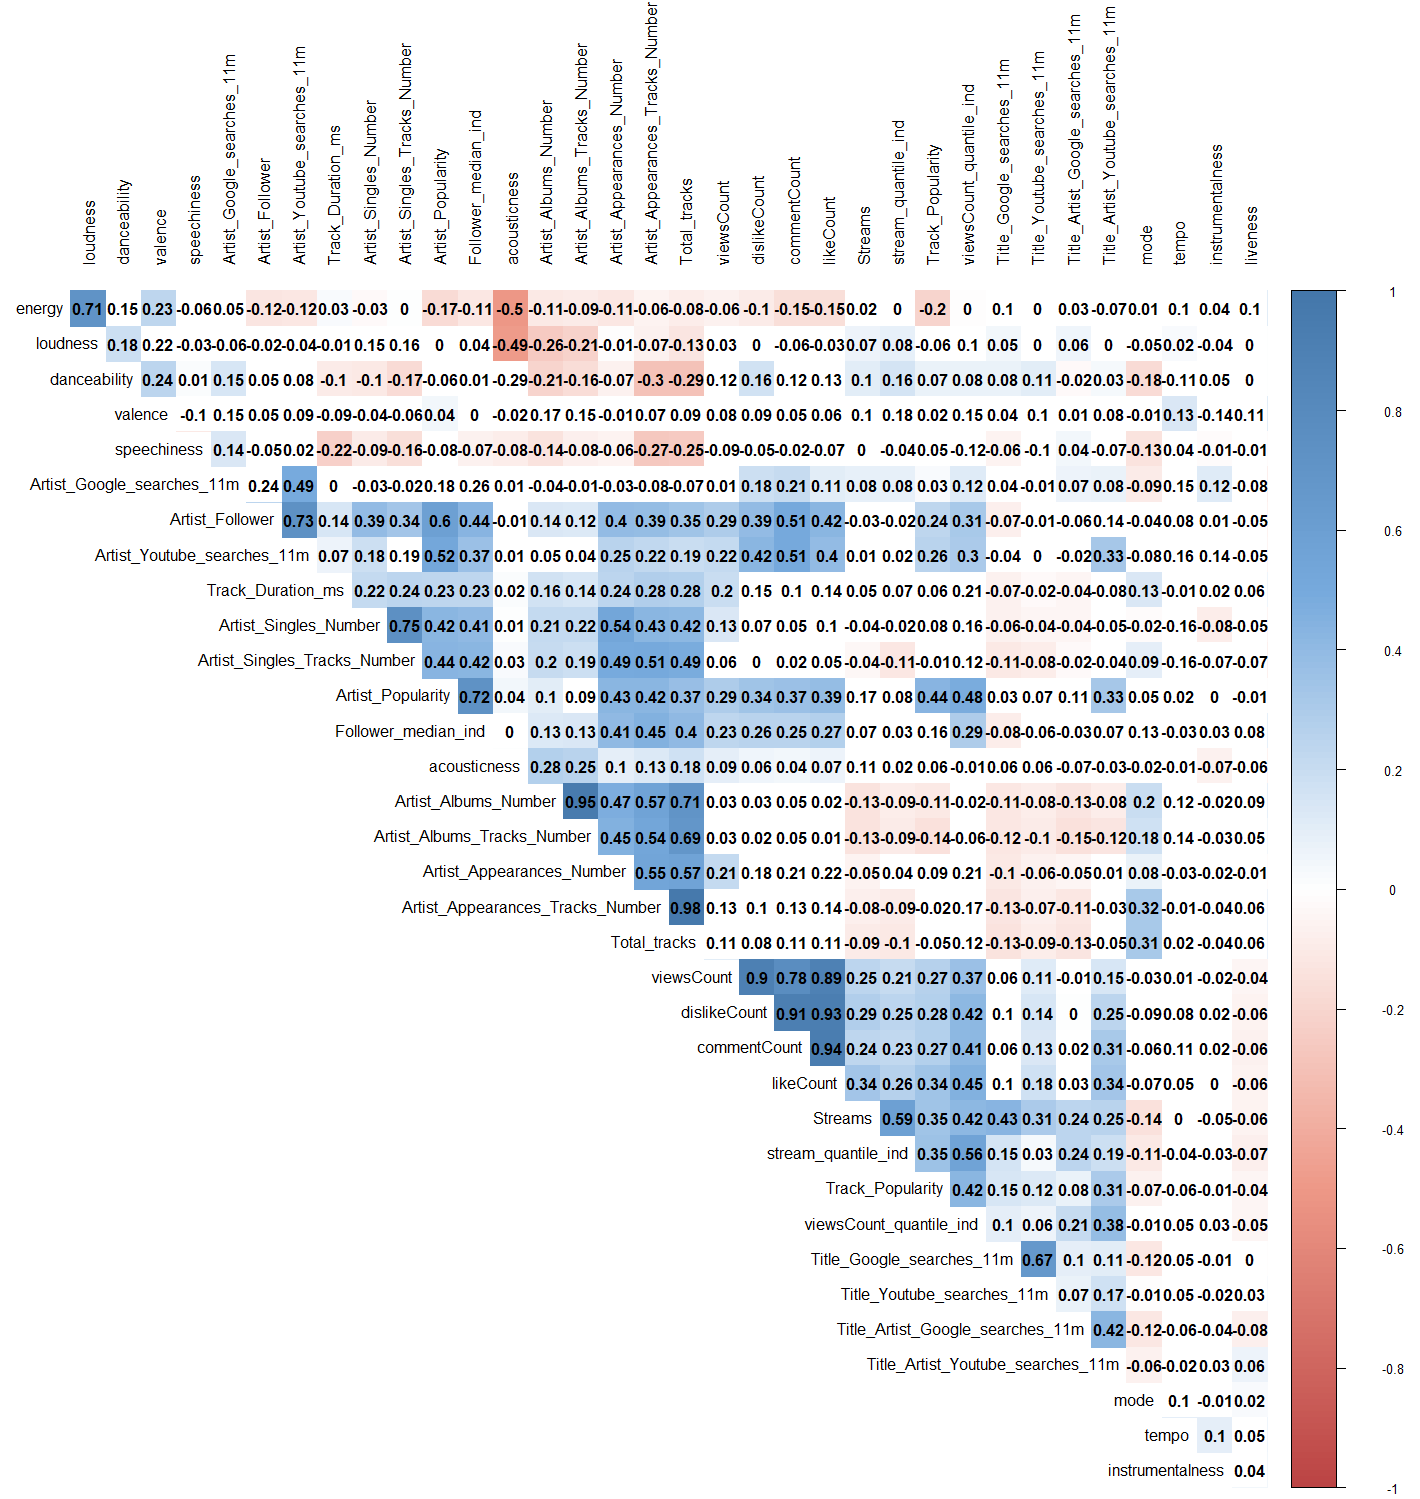 loudness
danceability
valence
speechiness
Artist_Google_searches_11m
Artist_Follower
Artist_Youtube_searches_11m
Track_Duration_ms
Artist_Singles_Number
Artist_Singles_Tracks_Number
Artist_Popularity
Follower_median_ind
acousticness
Artist_Albums_Number
Artist_Albums_Tracks_Number
Artist_Appearances_Number
Artist_Appearances_Tracks_Number
Total_tracks
viewsCount
dislikeCount
commentCount
likeCount
Streams
stream_quantile_ind
Track_Popularity
viewsCount_quantile_ind
Title_Google_searches_11m
Title_Youtube_searches_11m
Title_Artist_Google_searches_11m
Title_Artist_Youtube_searches_11m
mode
tempo
instrumentalness
liveness
energy 0.71 0.15 0.23 -0.06 0.05 -0.12 -0.12 0.03 -0.03 0 -0.17 -0.11 -0.5 -0.11 -0.09 -0.11 -0.06 -0.08 -0.06 -0.1 -0.15 -0.15 0.02 0 -0.2 0 0.1 0 0.03 -0.07 0.01 0.1 0.04 0.1
loudness 0.18 0.22 -0.03 -0.06 -0.02 -0.04 -0.01 0.15 0.16 0 0.04 -0.49 -0.26 -0.21 -0.01 -0.07 -0.13 0.03 0 -0.06 -0.03 0.07 0.08 -0.06 0.1 0.05 0 0.06 0 -0.05 0.02 -0.04 0
danceability 0.24 0.01 0.15 0.05 0.08 -0.1 -0.1 -0.17 -0.06 0.01 -0.29 -0.21 -0.16 -0.07 -0.3 -0.29 0.12 0.16 0.12 0.13 0.1 0.16 0.07 0.08 0.08 0.11 -0.02 0.03 -0.18 -0.11 0.05 0
valence -0.1 0.15 0.05 0.09 -0.09 -0.04 -0.06 0.04 0 -0.02 0.17 0.15 -0.01 0.07 0.09 0.08 0.09 0.05 0.06 0.1 0.18 0.02 0.15 0.04 0.1 0.01 0.08 -0.01 0.13 -0.14 0.11
speechiness 0.14 -0.05 0.02 -0.22 -0.09 -0.16 -0.08 -0.07 -0.08 -0.14 -0.08 -0.06 -0.27 -0.25 -0.09 -0.05 -0.02 -0.07 0 -0.04 0.05 -0.12 -0.06 -0.1 0.04 -0.07 -0.13 0.04 -0.01 -0.01
Artist_Google_searches_11m 0.24 0.49 0 -0.03 -0.02 0.18 0.26 0.01 -0.04 -0.01 -0.03 -0.08 -0.07 0.01 0.18 0.21 0.11 0.08 0.08 0.03 0.12 0.04 -0.01 0.07 0.08 -0.09 0.15 0.12 -0.08
Artist_Follower 0.73 0.14 0.39 0.34 0.6 0.44 -0.01 0.14 0.12 0.4 0.39 0.35 0.29 0.39 0.51 0.42 -0.03 -0.02 0.24 0.31 -0.07 -0.01 -0.06 0.14 -0.04 0.08 0.01 -0.05
Artist_Youtube_searches_11m 0.07 0.18 0.19 0.52 0.37 0.01 0.05 0.04 0.25 0.22 0.19 0.22 0.42 0.51 0.4 0.01 0.02 0.26 0.3 -0.04 0 -0.02 0.33 -0.08 0.16 0.14 -0.05
Track_Duration_ms 0.22 0.24 0.23 0.23 0.02 0.16 0.14 0.24 0.28 0.28 0.2 0.15 0.1 0.14 0.05 0.07 0.06 0.21 -0.07 -0.02 -0.04 -0.08 0.13 -0.01 0.02 0.06
Artist_Singles_Number 0.75 0.42 0.41 0.01 0.21 0.22 0.54 0.43 0.42 0.13 0.07 0.05 0.1 -0.04 -0.02 0.08 0.16 -0.06 -0.04 -0.04 -0.05 -0.02 -0.16 -0.08 -0.05
Artist_Singles_Tracks_Number 0.44 0.42 0.03 0.2 0.19 0.49 0.51 0.49 0.06 0 0.02 0.05 -0.04 -0.11 -0.01 0.12 -0.11 -0.08 -0.02 -0.04 0.09 -0.16 -0.07 -0.07
Artist_Popularity 0.72 0.04 0.1 0.09 0.43 0.42 0.37 0.29 0.34 0.37 0.39 0.17 0.08 0.44 0.48 0.03 0.07 0.11 0.33 0.05 0.02 0 -0.01
Follower_median_ind 0 0.13 0.13 0.41 0.45 0.4 0.23 0.26 0.25 0.27 0.07 0.03 0.16 0.29 -0.08 -0.06 -0.03 0.07 0.13 -0.03 0.03 0.08
acousticness 0.28 0.25 0.1 0.13 0.18 0.09 0.06 0.04 0.07 0.11 0.02 0.06 -0.01 0.06 0.06 -0.07 -0.03 -0.02 -0.01 -0.07 -0.06
Artist_Albums_Number 0.95 0.47 0.57 0.71 0.03 0.03 0.05 0.02 -0.13 -0.09 -0.11 -0.02 -0.11 -0.08 -0.13 -0.08 0.2 0.12 -0.02 0.09
Artist_Albums_Tracks_Number 0.45 0.54 0.69 0.03 0.02 0.05 0.01 -0.13 -0.09 -0.14 -0.06 -0.12 -0.1 -0.15 -0.12 0.18 0.14 -0.03 0.05
Artist_Appearances_Number 0.55 0.57 0.21 0.18 0.21 0.22 -0.05 0.04 0.09 0.21 -0.1 -0.06 -0.05 0.01 0.08 -0.03 -0.02 -0.01
Artist_Appearances_Tracks_Number 0.98 0.13 0.1 0.13 0.14 -0.08 -0.09 -0.02 0.17 -0.13 -0.07 -0.11 -0.03 0.32 -0.01 -0.04 0.06
Total_tracks 0.11 0.08 0.11 0.11 -0.09 -0.1 -0.05 0.12 -0.13 -0.09 -0.13 -0.05 0.31 0.02 -0.04 0.06
viewsCount 0.9 0.78 0.89 0.25 0.21 0.27 0.37 0.06 0.11 -0.01 0.15 -0.03 0.01 -0.02 -0.04
dislikeCount 0.91 0.93 0.29 0.25 0.28 0.42 0.1 0.14 0 0.25 -0.09 0.08 0.02 -0.06
commentCount 0.94 0.24 0.23 0.27 0.41 0.06 0.13 0.02 0.31 -0.06 0.11 0.02 -0.06
likeCount 0.34 0.26 0.34 0.45 0.1 0.18 0.03 0.34 -0.07 0.05 0 -0.06
Streams 0.59 0.35 0.42 0.43 0.31 0.24 0.25 -0.14 0 -0.05 -0.06
stream_quantile_ind 0.35 0.56 0.15 0.03 0.24 0.19 -0.11 -0.04 -0.03 -0.07
Track_Popularity 0.42 0.15 0.12 0.08 0.31 -0.07 -0.06 -0.01 -0.04
viewsCount_quantile_ind 0.1 0.06 0.21 0.38 -0.01 0.05 0.03 -0.05
Title_Google_searches_11m 0.67 0.1 0.11 -0.12 0.05 -0.01 0
Title_Youtube_searches_11m 0.07 0.17 -0.01 0.05 -0.02 0.03
Title_Artist_Google_searches_11m 0.42 -0.12 -0.06 -0.04 -0.08
Title_Artist_Youtube_searches_11m -0.06 -0.02 0.03 0.06
mode 0.1 -0.01 0.02
tempo 0.1 0.05
instrumentalness 0.04
1
0.8
0.6
0.4
0.2
0
-0.2
-0.4
-0.6
-0.8
-1